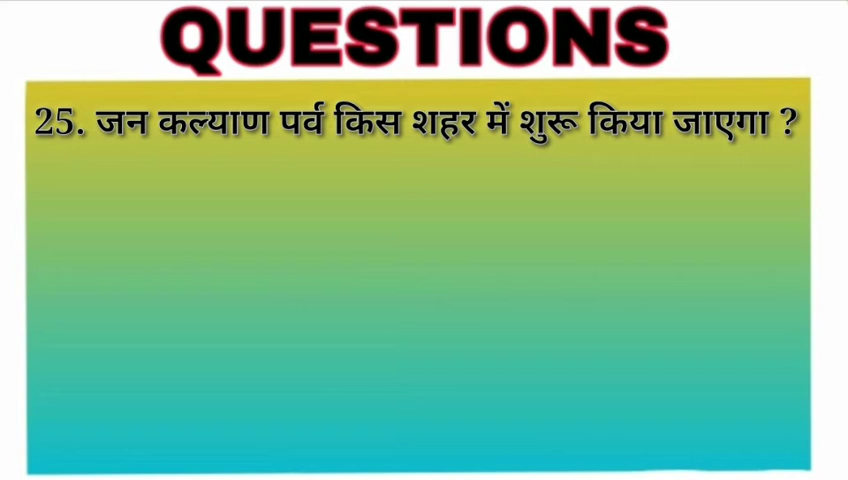 QUESTIONS
25. जन कल्याण पर्व किस शहर में शुरू किया जाएगा ?